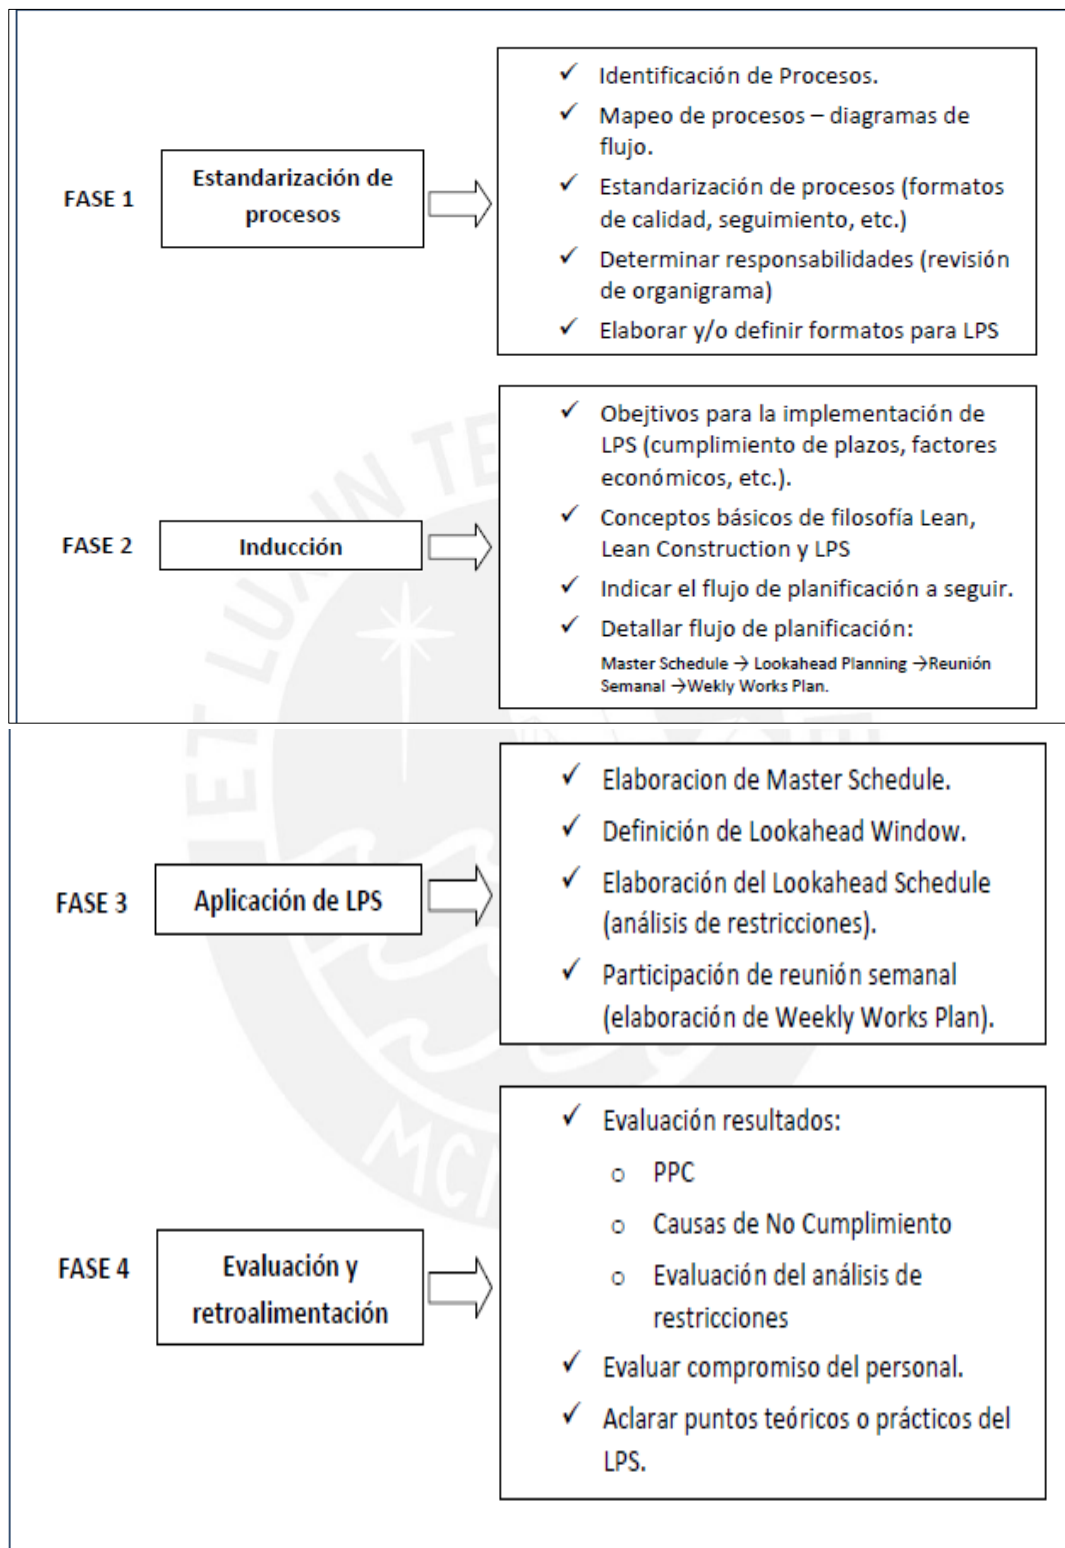 FASE 1
Estandarización de
procesos
✓ Identificación de Procesos.
✓ Mapeo de procesos – diagramas de
flujo.
✓ Estandarización de procesos (formatos
de calidad, seguimiento, etc.)
✓ Determinar responsabilidades (revisión
de organigrama)
✓ Elaborar y/o definir formatos para LPS
FASE 2
Inducción
✓ Obejtivos para la implementación de
LPS (cumplimiento de plazos, factores
económicos, etc.).
✓ Conceptos básicos de filosofía Lean,
Lean Construction y LPS
✓ Indicar el flujo de planificación a seguir.
✓ Detallar flujo de planificación:
Master Schedule → Lookahead Planning →Reunión
Semanal →Wekly Works Plan.
FASE 3
Aplicación de LPS
✓ Elaboracion de Master Schedule.
✓ Definición de Lookahead Window.
✓ Elaboración del Lookahead Schedule
(análisis de restricciones).
✓ Participación de reunión semanal
(elaboración de Weekly Works Plan).
FASE 4
Evaluación y
retroalimentación
✓ Evaluación resultados:
o PPC
o Causas de No Cumplimiento
o Evaluación del análisis de
restricciones
✓ Evaluar compromiso del personal.
✓ Aclarar puntos teóricos o prácticos del
LPS.
ET LUX IN TE
MCI